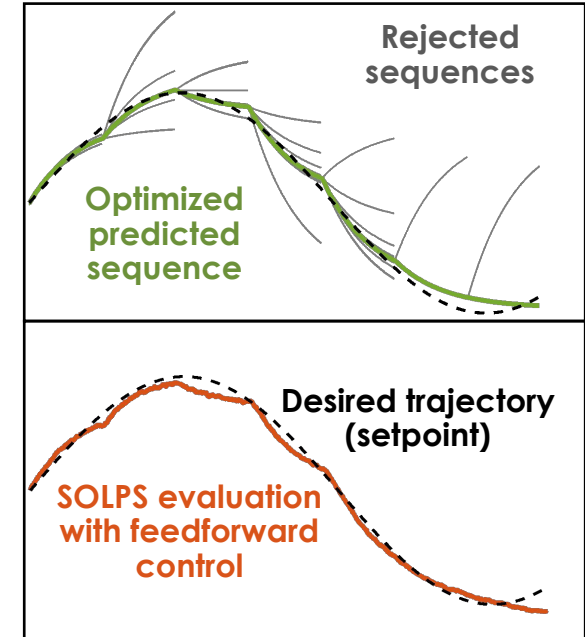 Rejected
sequences
Optimized
predicted
sequence
Desired trajectory
(setpoint)
SOLPS evaluation
with feedforward
control